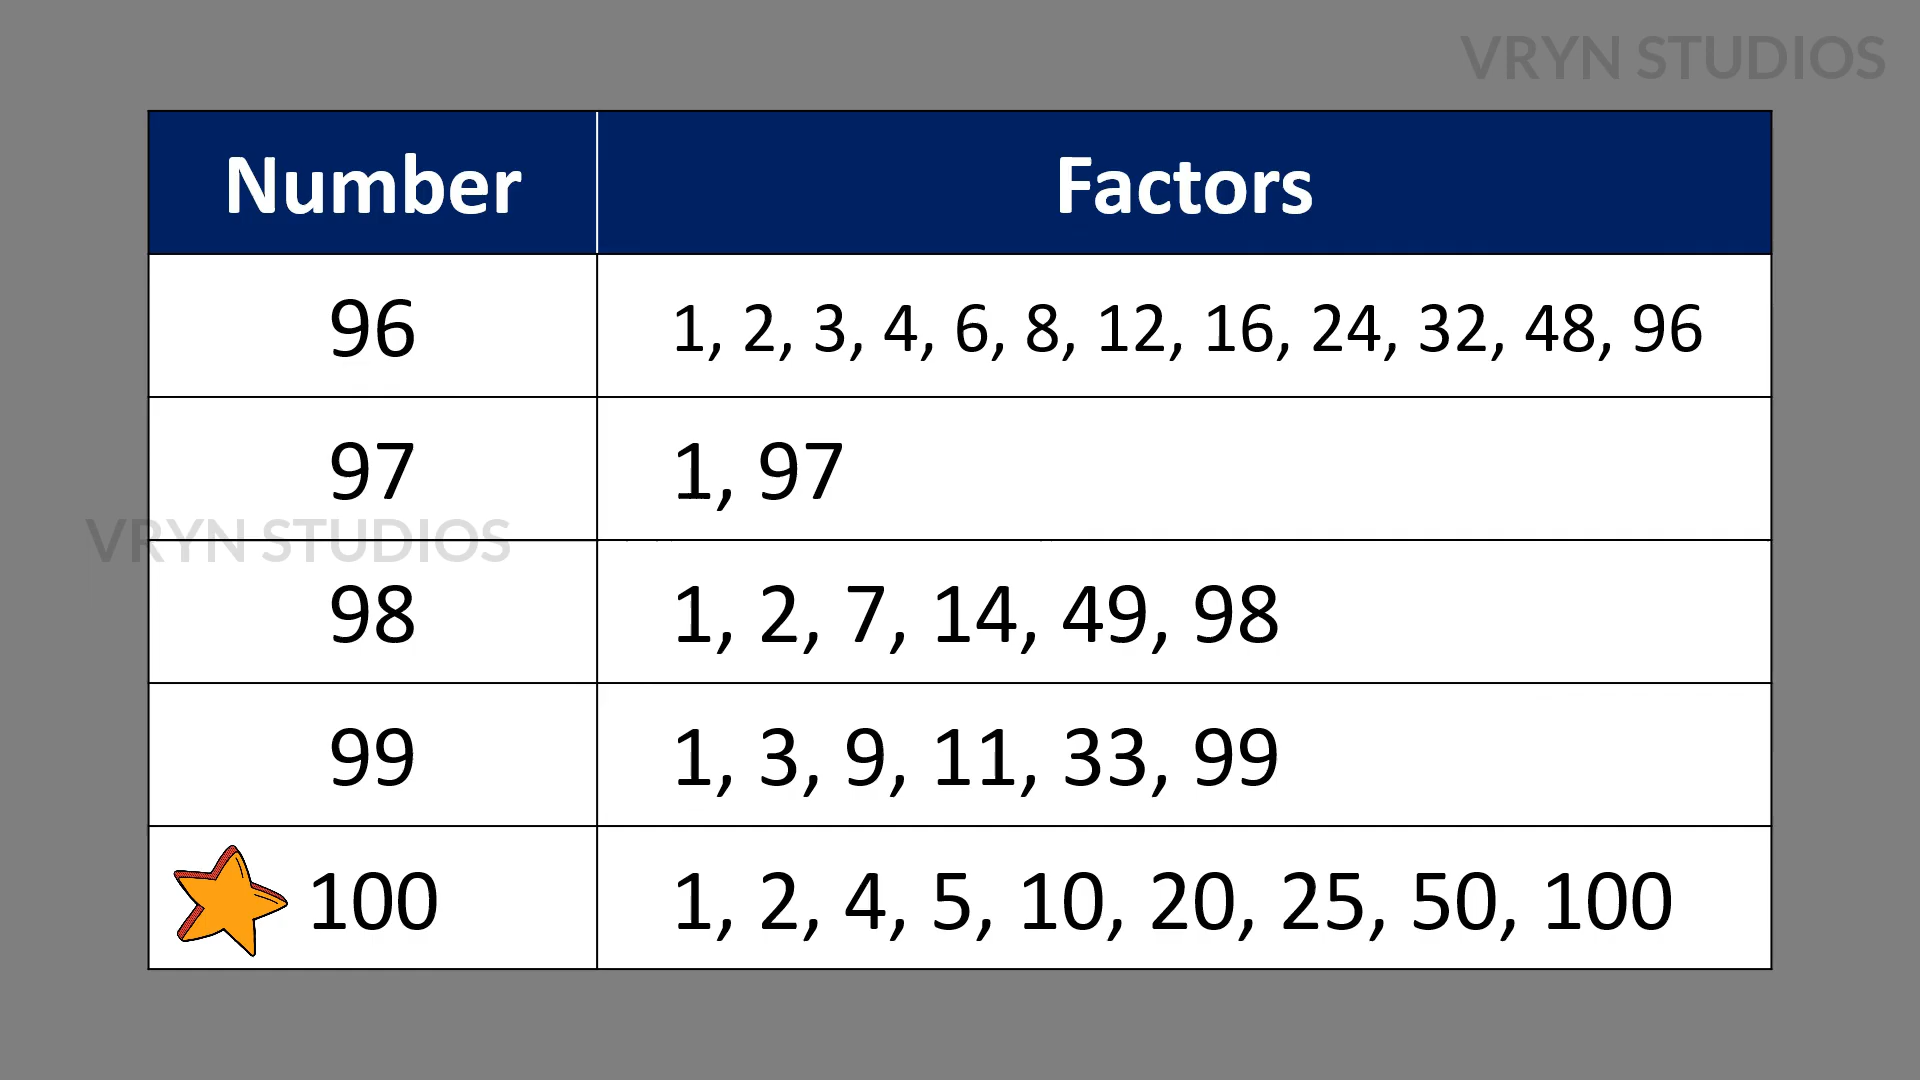 VRYN STUDIOS
Number Factors
96 1, 2, 3, 4, 6, 8, 12, 16, 24, 32, 48, 96
97 1, 97
VRYN STUDIOS
98 1, 2, 7, 14, 49, 98
99 1, 3, 9, 11, 33, 99
100 1, 2, 4, 5, 10, 20, 25, 50, 100